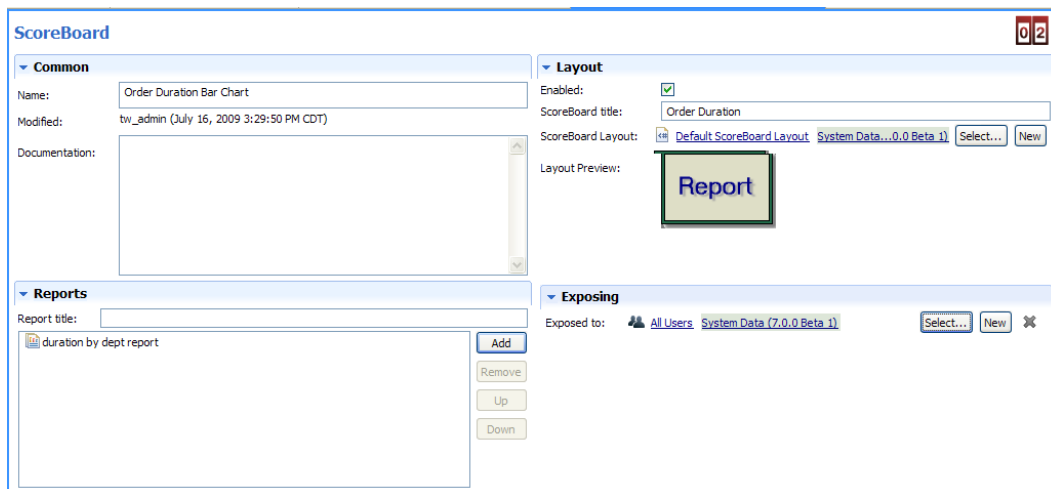 ScoreBoard
02
Common
Name: Order Duration Bar Chart
Modified: tw_admin (July 16, 2009 3:29:50 PM CDT)
Documentation:
Layout
Enabled:
ScoreBoard title: Order Duration
ScoreBoard Layout: Default ScoreBoard Layout System Data...0.0 Beta 1) Select... New
Layout Preview:
Report
Reports
Report title:
duration by dept report
Add
Remove
Up
Down
Exposing
Exposed to: All Users System Data (7.0.0 Beta 1) Select... New